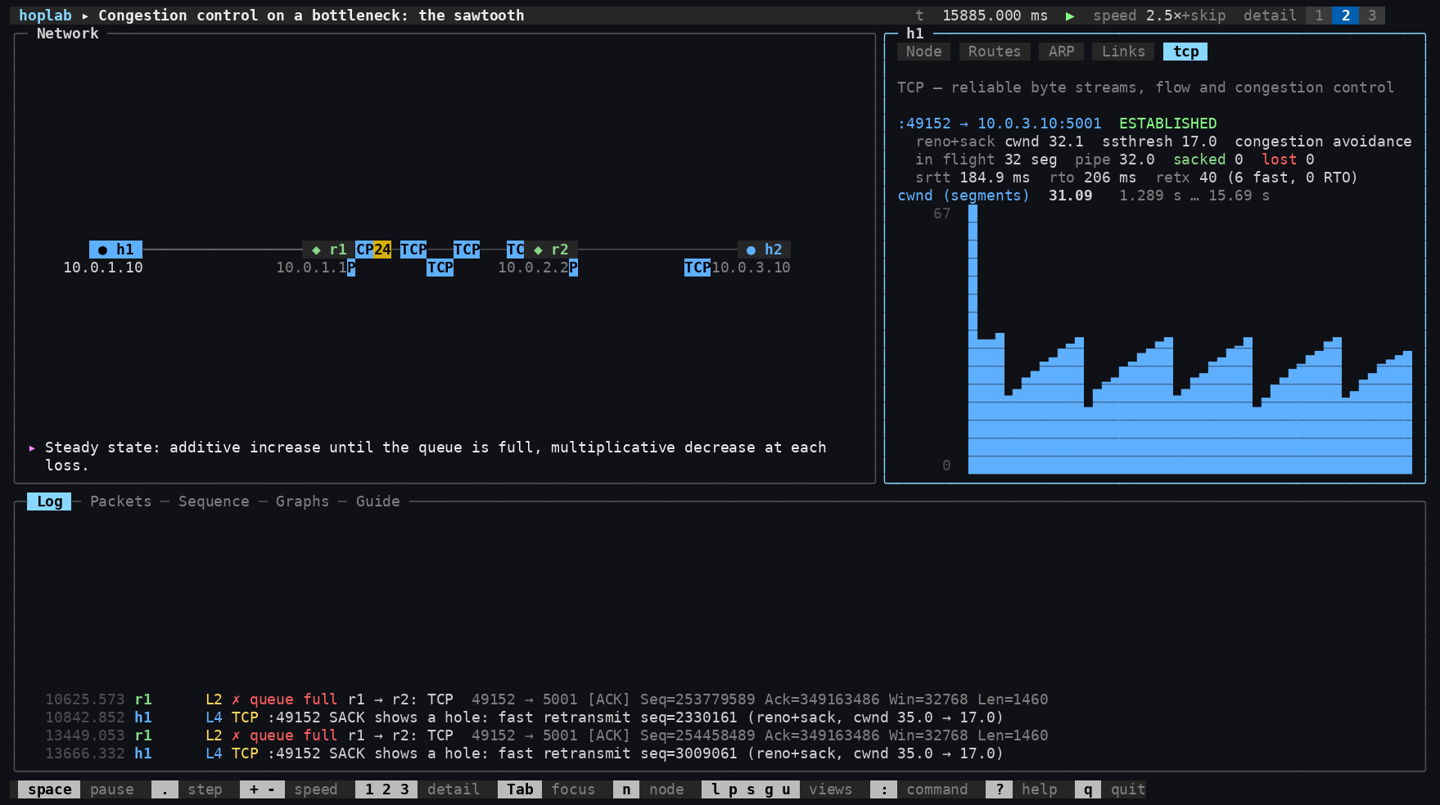 hoplab ▸ Congestion control on a bottleneck: the sawtooth
t 15885.000 ms ▶ speed 2.5×+skip detail 1 2 3
Network
● h1 ◆ r1 CP24 TCP TCP TC ◆ r2 ● h2
10.0.1.10 10.0.1.1P TCP 10.0.2.2P TCP10.0.3.10
▸ Steady state: additive increase until the queue is full, multiplicative decrease at each
loss.
h1
Node Routes ARP Links tcp
TCP — reliable byte streams, flow and congestion control
:49152 → 10.0.3.10:5001 ESTABLISHED
reno+sack cwnd 32.1 ssthresh 17.0 congestion avoidance
in flight 32 seg pipe 32.0 sacked 0 lost 0
srtt 184.9 ms rto 206 ms retx 40 (6 fast, 0 RTO)
cwnd (segments) 31.09 1.289 s … 15.69 s
67
0
Log — Packets — Sequence — Graphs — Guide
10625.573 r1 L2 ✗ queue full r1 → r2: TCP 49152 → 5001 [ACK] Seq=253779589 Ack=349163486 Win=32768 Len=1460
10842.852 h1 L4 TCP :49152 SACK shows a hole: fast retransmit seq=2330161 (reno+sack, cwnd 35.0 → 17.0)
13449.053 r1 L2 ✗ queue full r1 → r2: TCP 49152 → 5001 [ACK] Seq=254458489 Ack=349163486 Win=32768 Len=1460
13666.332 h1 L4 TCP :49152 SACK shows a hole: fast retransmit seq=3009061 (reno+sack, cwnd 35.0 → 17.0)
space pause . step + - speed 1 2 3 detail Tab focus n node l p s g u views : command ? help q quit